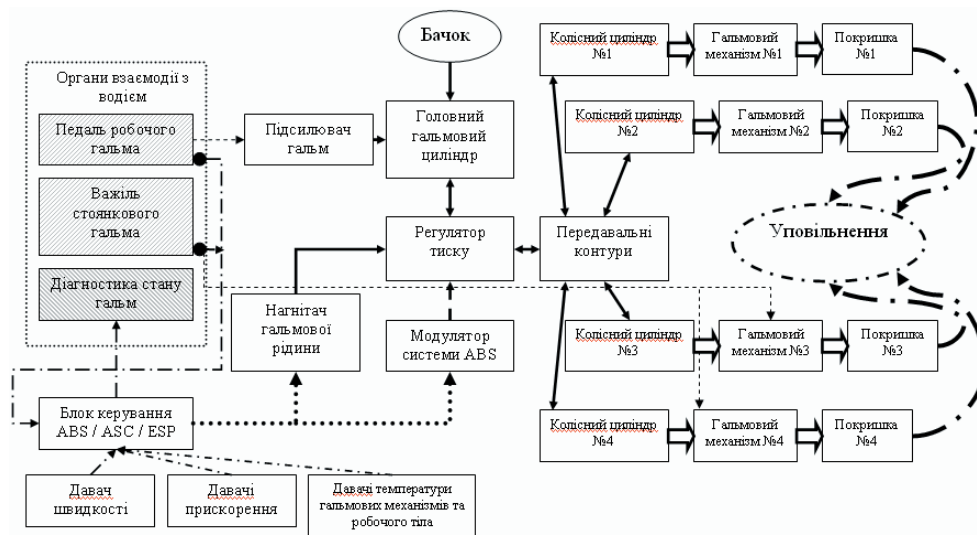 Бачок
Органи взаємодії з
водієм
Педаль робочого
гальма
Важіль
стоянкового
гальма
Діагностика стану
гальм
Підсилювач
гальм
Головний
гальмовий
циліндр
Регулятор
тиску
Передавальні
контури
Нагнітач
гальмової
рідини
Модулятор
системи ABS
Блок керування
ABS / ASC / ESP
Давач
швидкості
Давачі
прискорення
Давачі температури
гальмових механізмів та
робочого тіла
Колісний циліндр
№1
Гальмовий
механізм №1
Покришка
№1
Колісний циліндр
№2
Гальмовий
механізм №2
Покришка
№2
Уповільнення
Колісний циліндр
№3
Гальмовий
механізм №3
Покришка
№3
Колісний циліндр
№4
Гальмовий
механізм №4
Покришка
№4